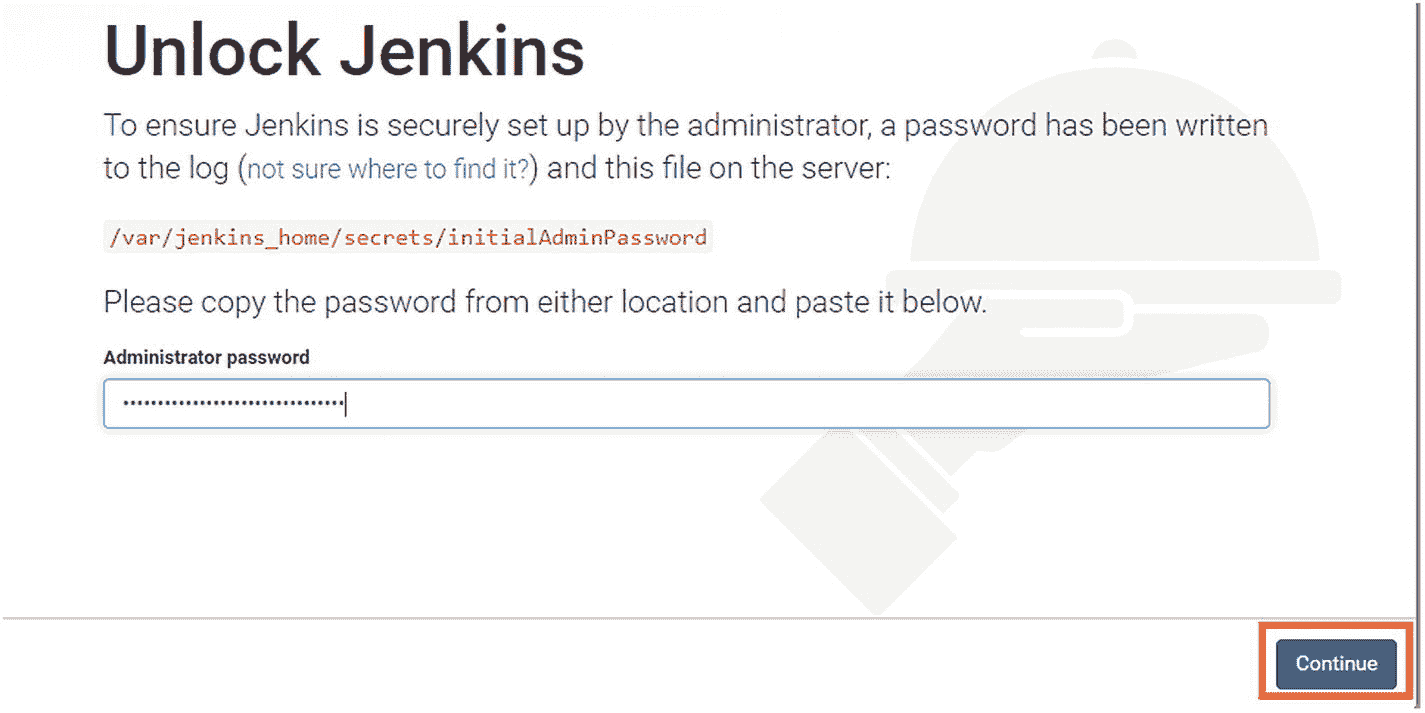 Unlock Jenkins
To ensure Jenkins is securely set up by the administrator, a password has been written
to the log (not sure where to find it?) and this file on the server:
/var/jenkins_home/secrets/initialAdminPassword
Please copy the password from either location and paste it below.
Administrator password
Continue